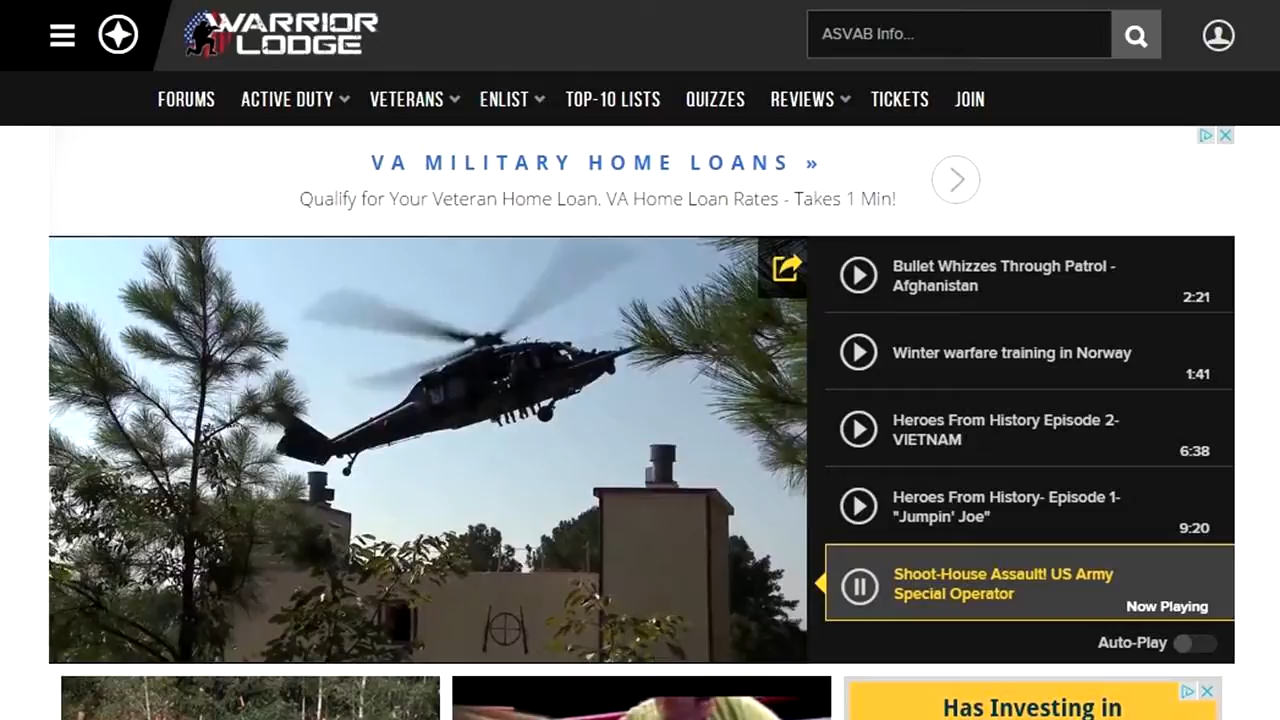 WARRIOR
LODGE
ASVAB Info...
FORUMS ACTIVE DUTY VETERANS ENLIST TOP-10 LISTS QUIZZES REVIEWS TICKETS JOIN
VA MILITARY HOME LOANS »
Qualify for Your Veteran Home Loan. VA Home Loan Rates - Takes 1 Min!
Bullet Whizzes Through Patrol -
Afghanistan
2:21
Winter warfare training in Norway
1:41
Heroes From History Episode 2-
VIETNAM
6:38
Heroes From History- Episode 1-
"Jumpin' Joe"
9:20
Shoot-House Assault! US Army
Special Operator
Now Playing
Auto-Play
Has Investing in